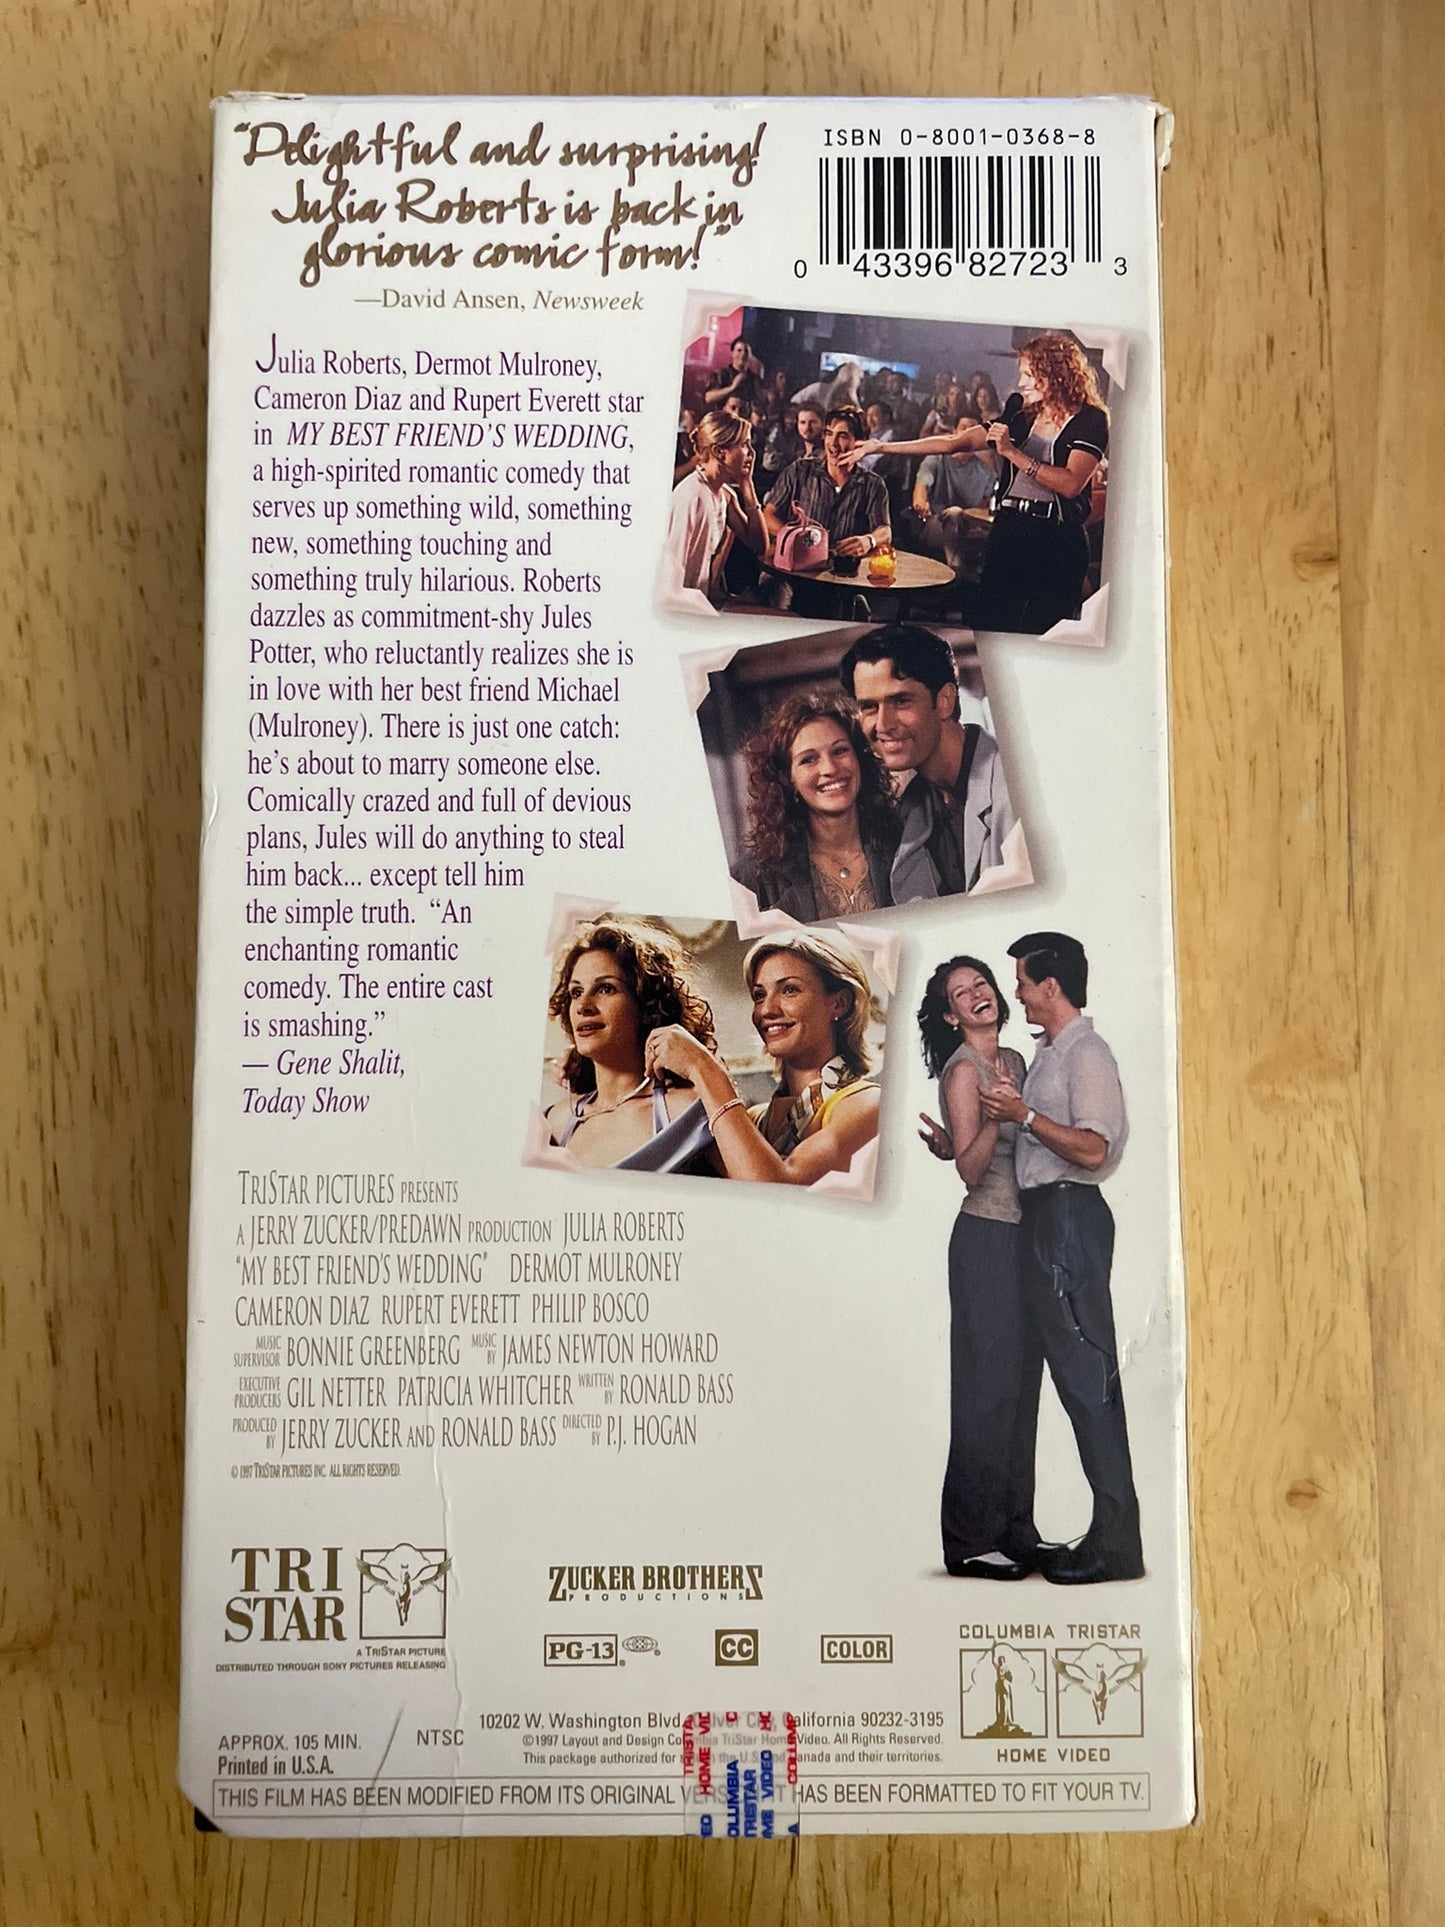 "Delightful and surprising!
Julia Roberts is back in
glorious comic form!"
—David Ansen, Newsweek
ISBN 0-8001-0368-8
0 43396 82723 3
Julia Roberts, Dermot Mulroney,
Cameron Diaz and Rupert Everett star
in MY BEST FRIEND'S WEDDING,
a high-spirited romantic comedy that
serves up something wild, something
new, something touching and
something truly hilarious. Roberts
dazzles as commitment-shy Jules
Potter, who reluctantly realizes she is
in love with her best friend Michael
(Mulroney). There is just one catch:
he's about to marry someone else.
Comically crazed and full of devious
plans, Jules will do anything to steal
him back... except tell him
the simple truth. "An
enchanting romantic
comedy. The entire cast
is smashing."
— Gene Shalit,
Today Show
TRISTAR PICTURES PRESENTS
A JERRY ZUCKER/PREDAWN PRODUCTION JULIA ROBERTS
"MY BEST FRIEND'S WEDDING" DERMOT MULRONEY
CAMERON DIAZ RUPERT EVERETT PHILIP BOSCO
MUSIC SUPERVISOR BONNIE GREENBERG MUSIC BY JAMES NEWTON HOWARD
EXECUTIVE PRODUCERS GIL NETTER PATRICIA WHITCHER WRITTEN BY RONALD BASS
PRODUCED BY JERRY ZUCKER AND RONALD BASS DIRECTED BY P.J. HOGAN
© 1997 TRISTAR PICTURES INC. ALL RIGHTS RESERVED.
TRI
STAR
A TRISTAR PICTURE
DISTRIBUTED THROUGH SONY PICTURES RELEASING
ZUCKER BROTHERS
PRODUCTIONS
PG-13
CC
COLOR
COLUMBIA TRISTAR
HOME VIDEO
APPROX. 105 MIN.
Printed in U.S.A.
NTSC
10202 W. Washington Blvd. Culver City, California 90232-3195
©1997 Layout and Design Columbia TriStar Home Video. All Rights Reserved.
This package authorized for in the U.S. and Canada and their territories.
THIS FILM HAS BEEN MODIFIED FROM ITS ORIGINAL VERSION. IT HAS BEEN FORMATTED TO FIT YOUR TV.